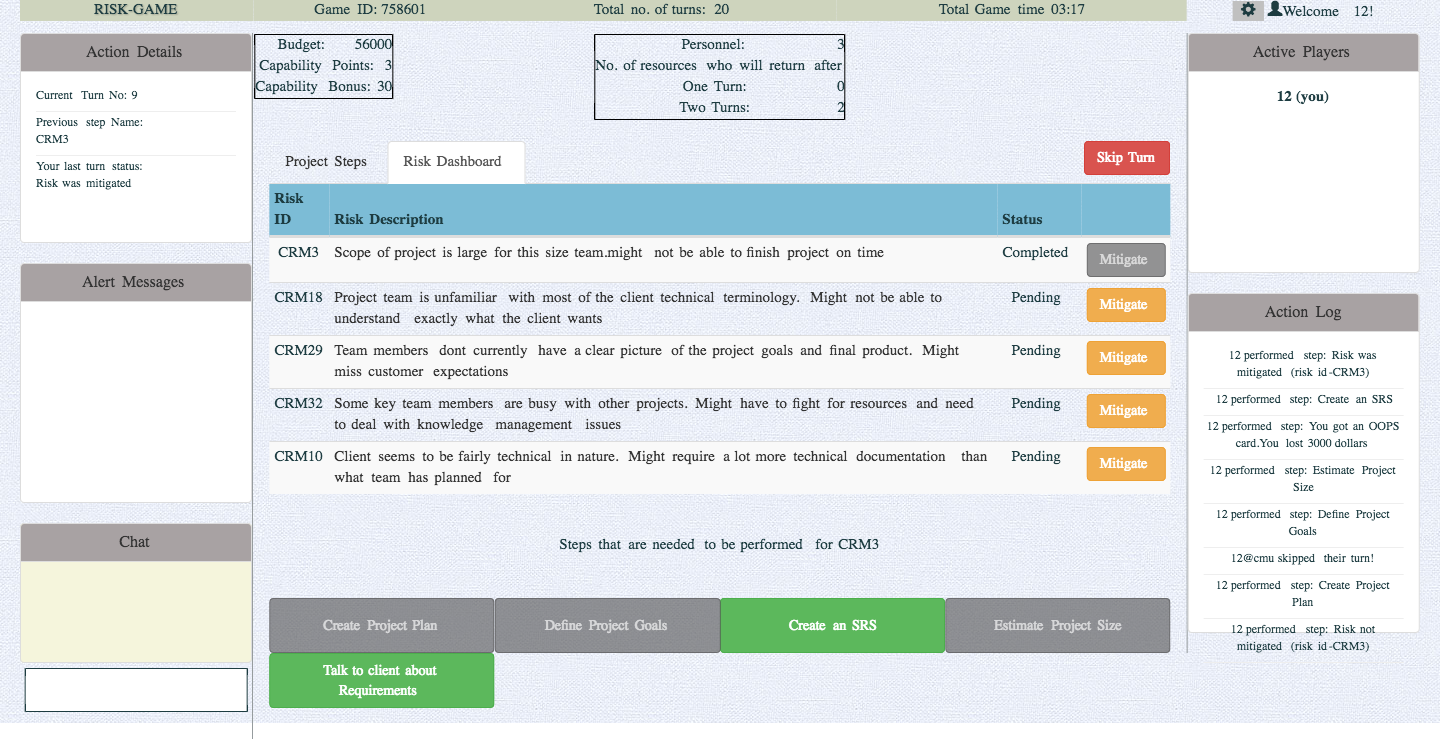 RISK-GAME
Game ID: 758601
Total no. of turns: 20
Total Game time 03:17
Welcome 12!
Action Details
Current Turn No: 9
Previous step Name:
CRM3
Your last turn status:
Risk was mitigated
Alert Messages
Chat
Budget: 56000
Capability Points: 3
Capability Bonus: 30
Personnel: 3
No. of resources who will return after
One Turn: 0
Two Turns: 2
Project Steps
Risk Dashboard
Skip Turn
Risk
ID
Risk Description
Status
CRM3
Scope of project is large for this size team.might not be able to finish project on time
Completed
Mitigate
CRM18
Project team is unfamiliar with most of the client technical terminology. Might not be able to
understand exactly what the client wants
Pending
Mitigate
CRM29
Team members dont currently have a clear picture of the project goals and final product. Might
miss customer expectations
Pending
Mitigate
CRM32
Some key team members are busy with other projects. Might have to fight for resources and need
to deal with knowledge management issues
Pending
Mitigate
CRM10
Client seems to be fairly technical in nature. Might require a lot more technical documentation than
what team has planned for
Pending
Mitigate
Steps that are needed to be performed for CRM3
Create Project Plan
Define Project Goals
Create an SRS
Estimate Project Size
Talk to client about
Requirements
Active Players
12 (you)
Action Log
12 performed step: Risk was
mitigated (risk id-CRM3)
12 performed step: Create an SRS
12 performed step: You got an OOPS
card.You lost 3000 dollars
12 performed step: Estimate Project
Size
12 performed step: Define Project
Goals
12@cmu skipped their turn!
12 performed step: Create Project
Plan
12 performed step: Risk not
mitigated (risk id-CRM3)